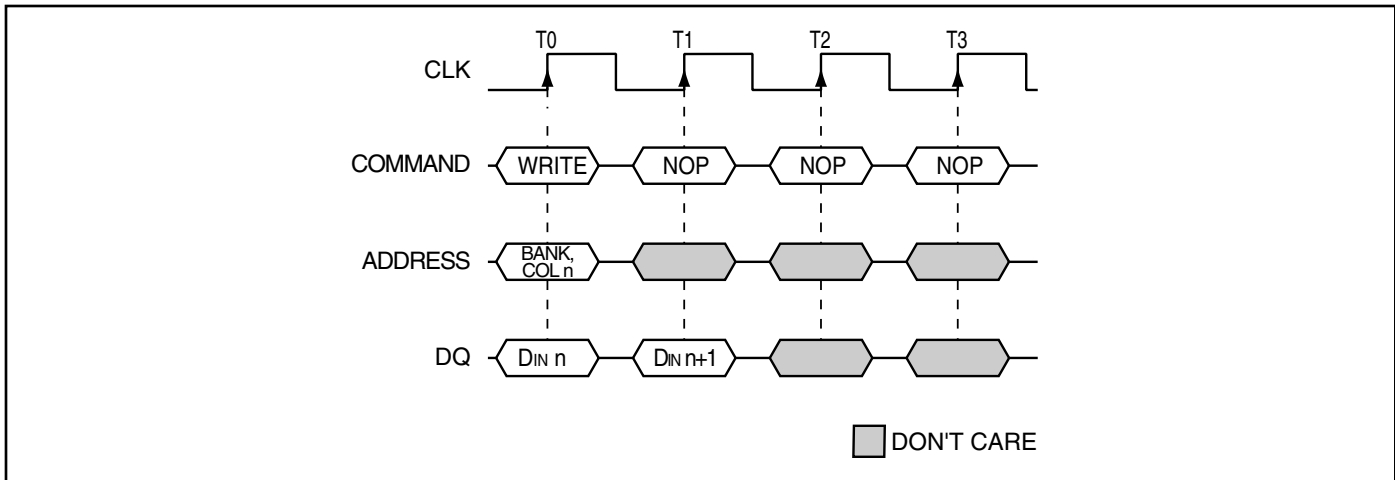 T0 T1 T2 T3
CLK
COMMAND WRITE NOP NOP NOP
ADDRESS BANK,
COL n
DQ DIN n DIN n+1
DON'T CARE